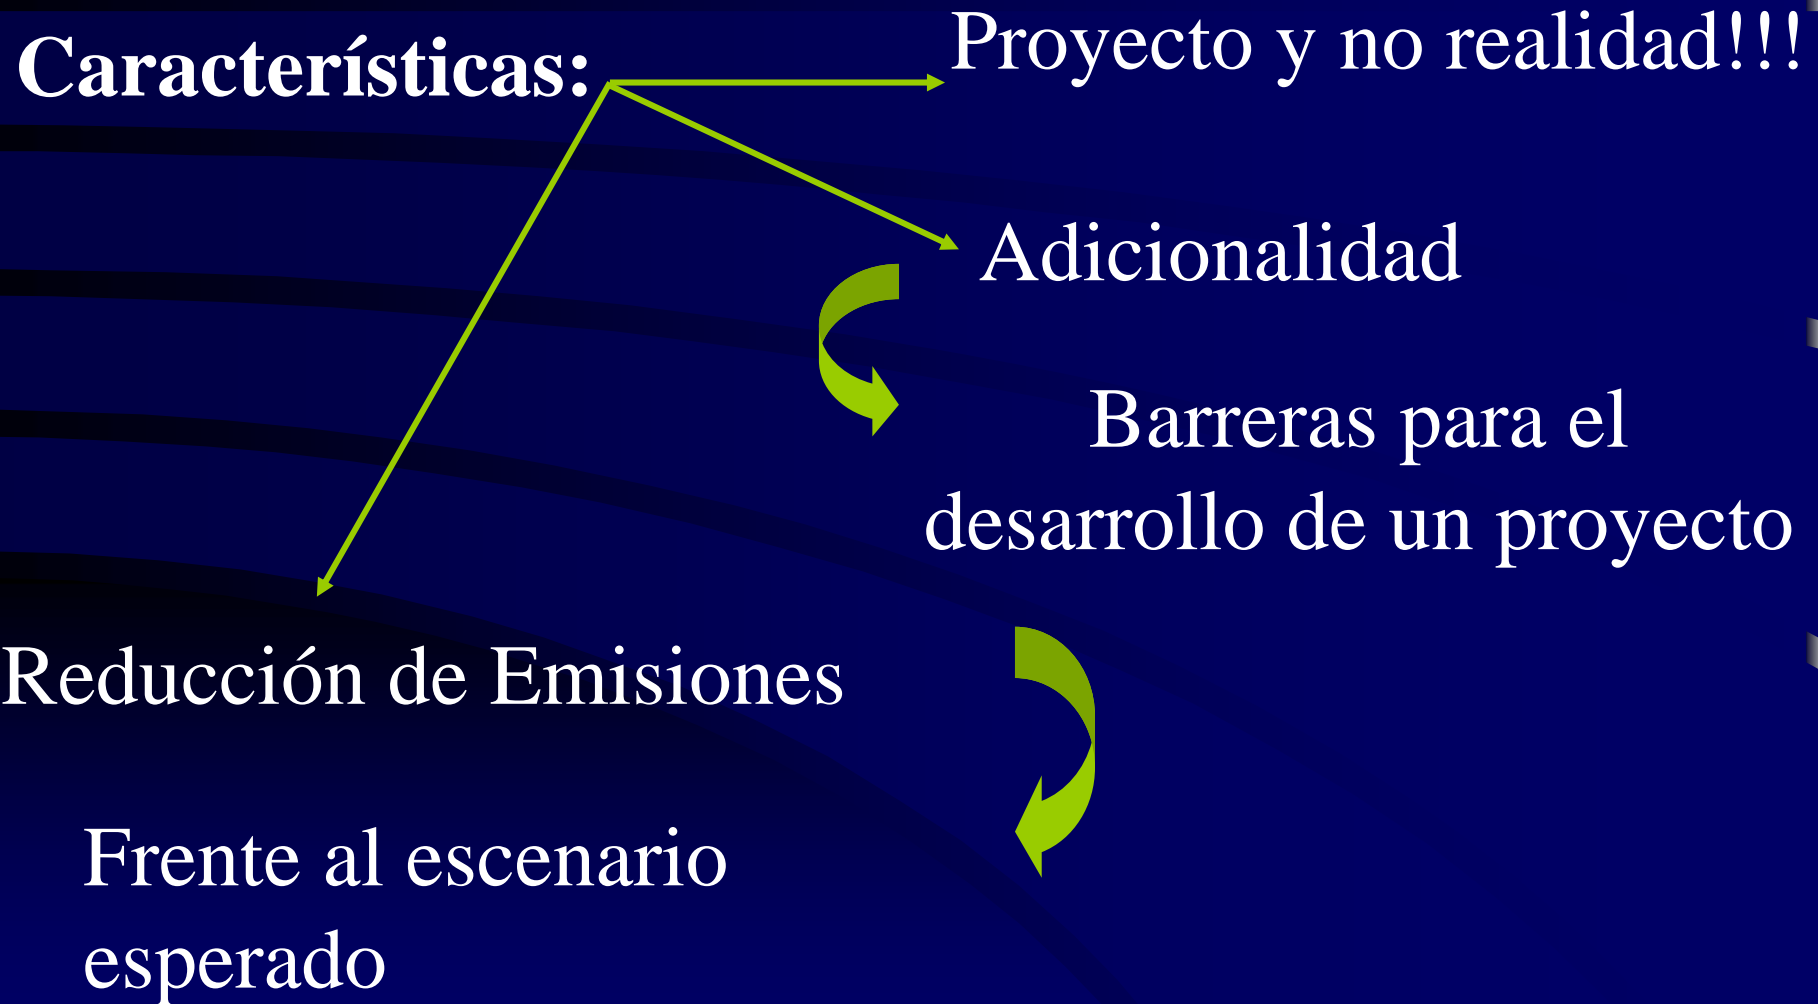 Características:
Proyecto y no realidad!!!
Adicionalidad
Barreras para el
desarrollo de un proyecto
Reducción de Emisiones
Frente al escenario
esperado